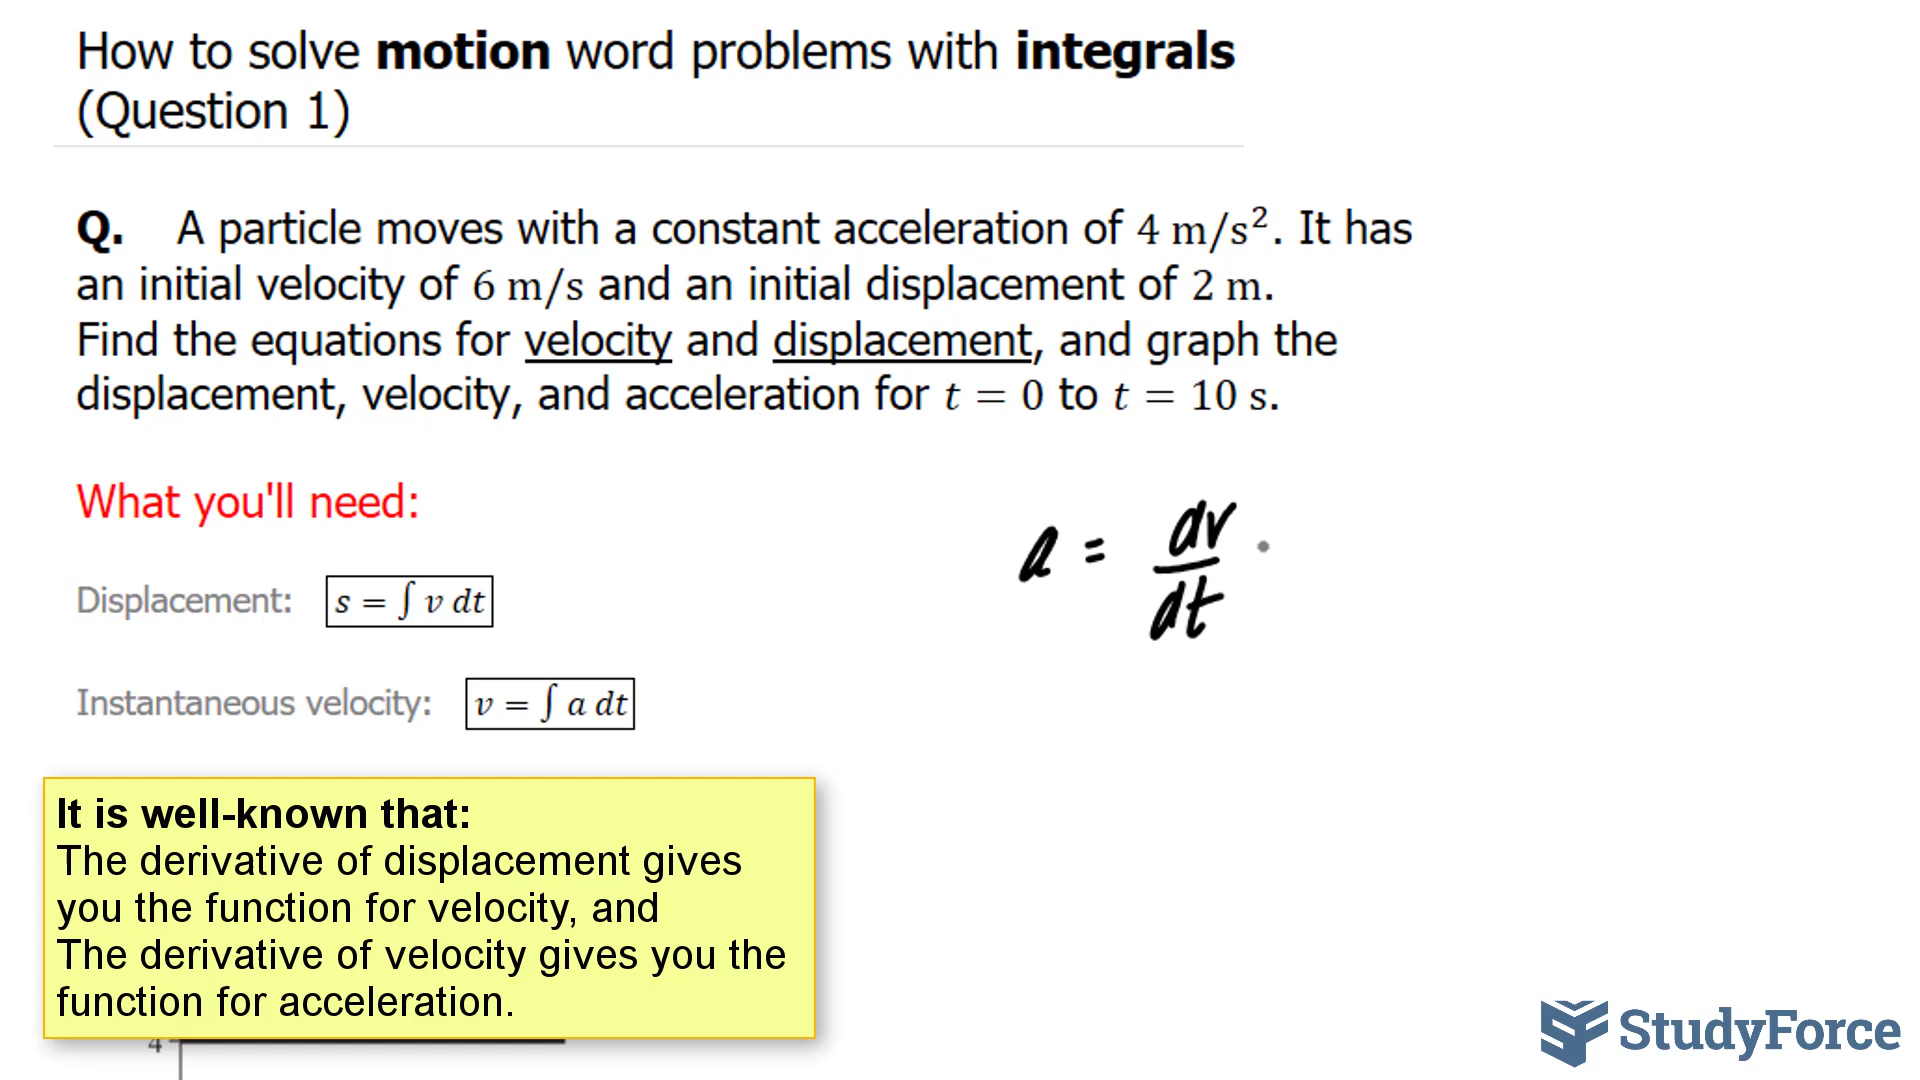 How to solve motion word problems with integrals
(Question 1)
Q. A particle moves with a constant acceleration of 4 m/s². It has
an initial velocity of 6 m/s and an initial displacement of 2 m.
Find the equations for velocity and displacement, and graph the
displacement, velocity, and acceleration for t = 0 to t = 10 s.
What you'll need:
a = dv/dt
Displacement: s = ∫ v dt
Instantaneous velocity: v = ∫ a dt
It is well-known that:
The derivative of displacement gives
you the function for velocity, and
The derivative of velocity gives you the
function for acceleration.
4
StudyForce